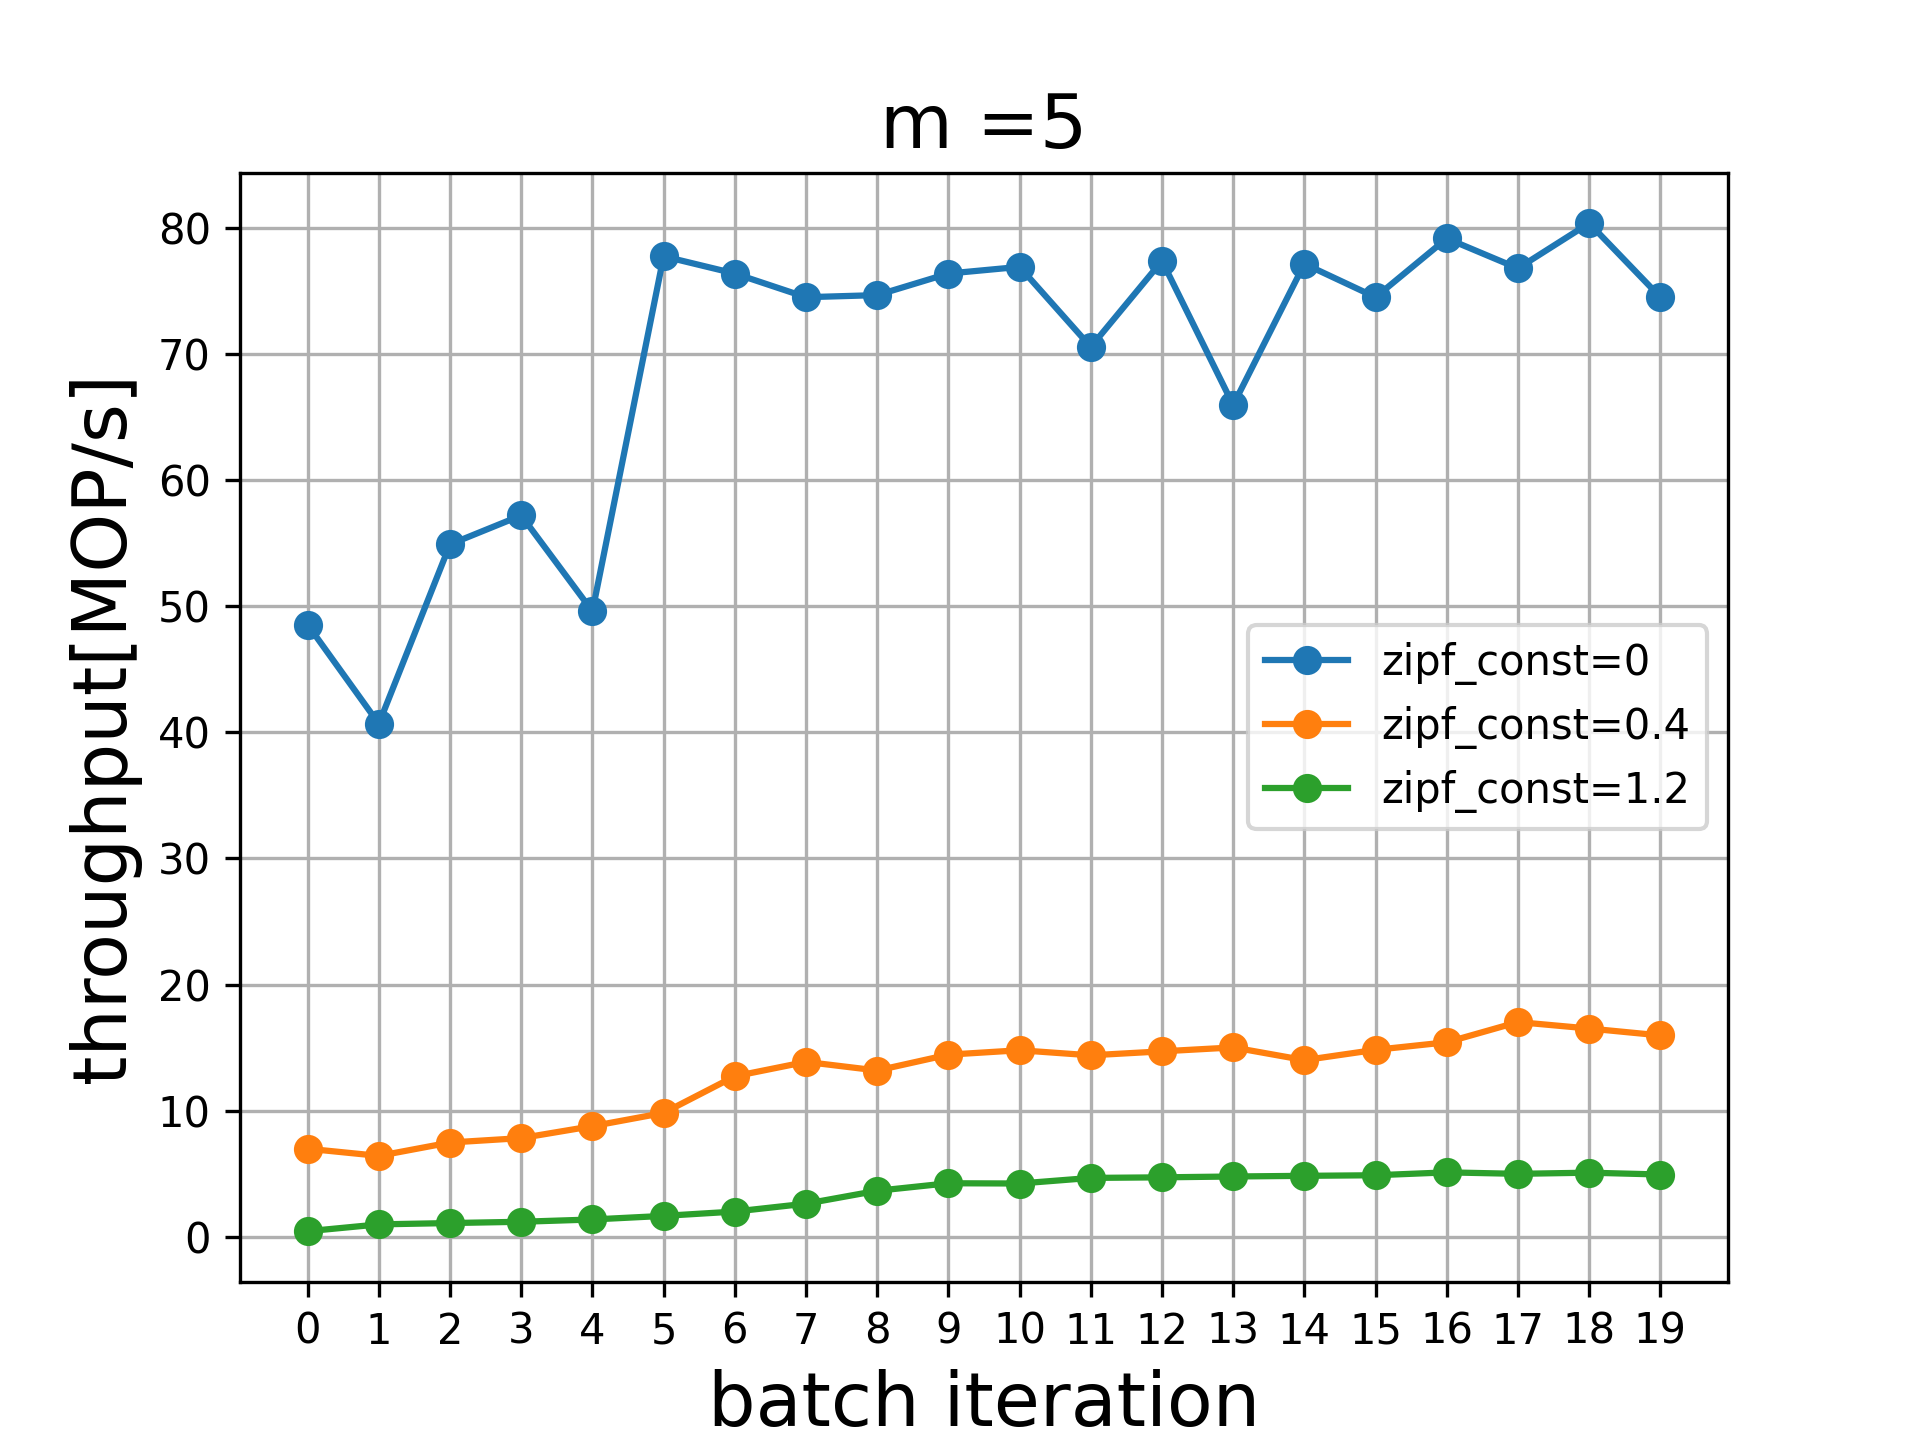 m =5
throughput[MOP/s]
80
70
60
50
40
30
20
10
0
zipf_const=0
zipf_const=0.4
zipf_const=1.2
0 1 2 3 4 5 6 7 8 9 10 11 12 13 14 15 16 17 18 19
batch iteration